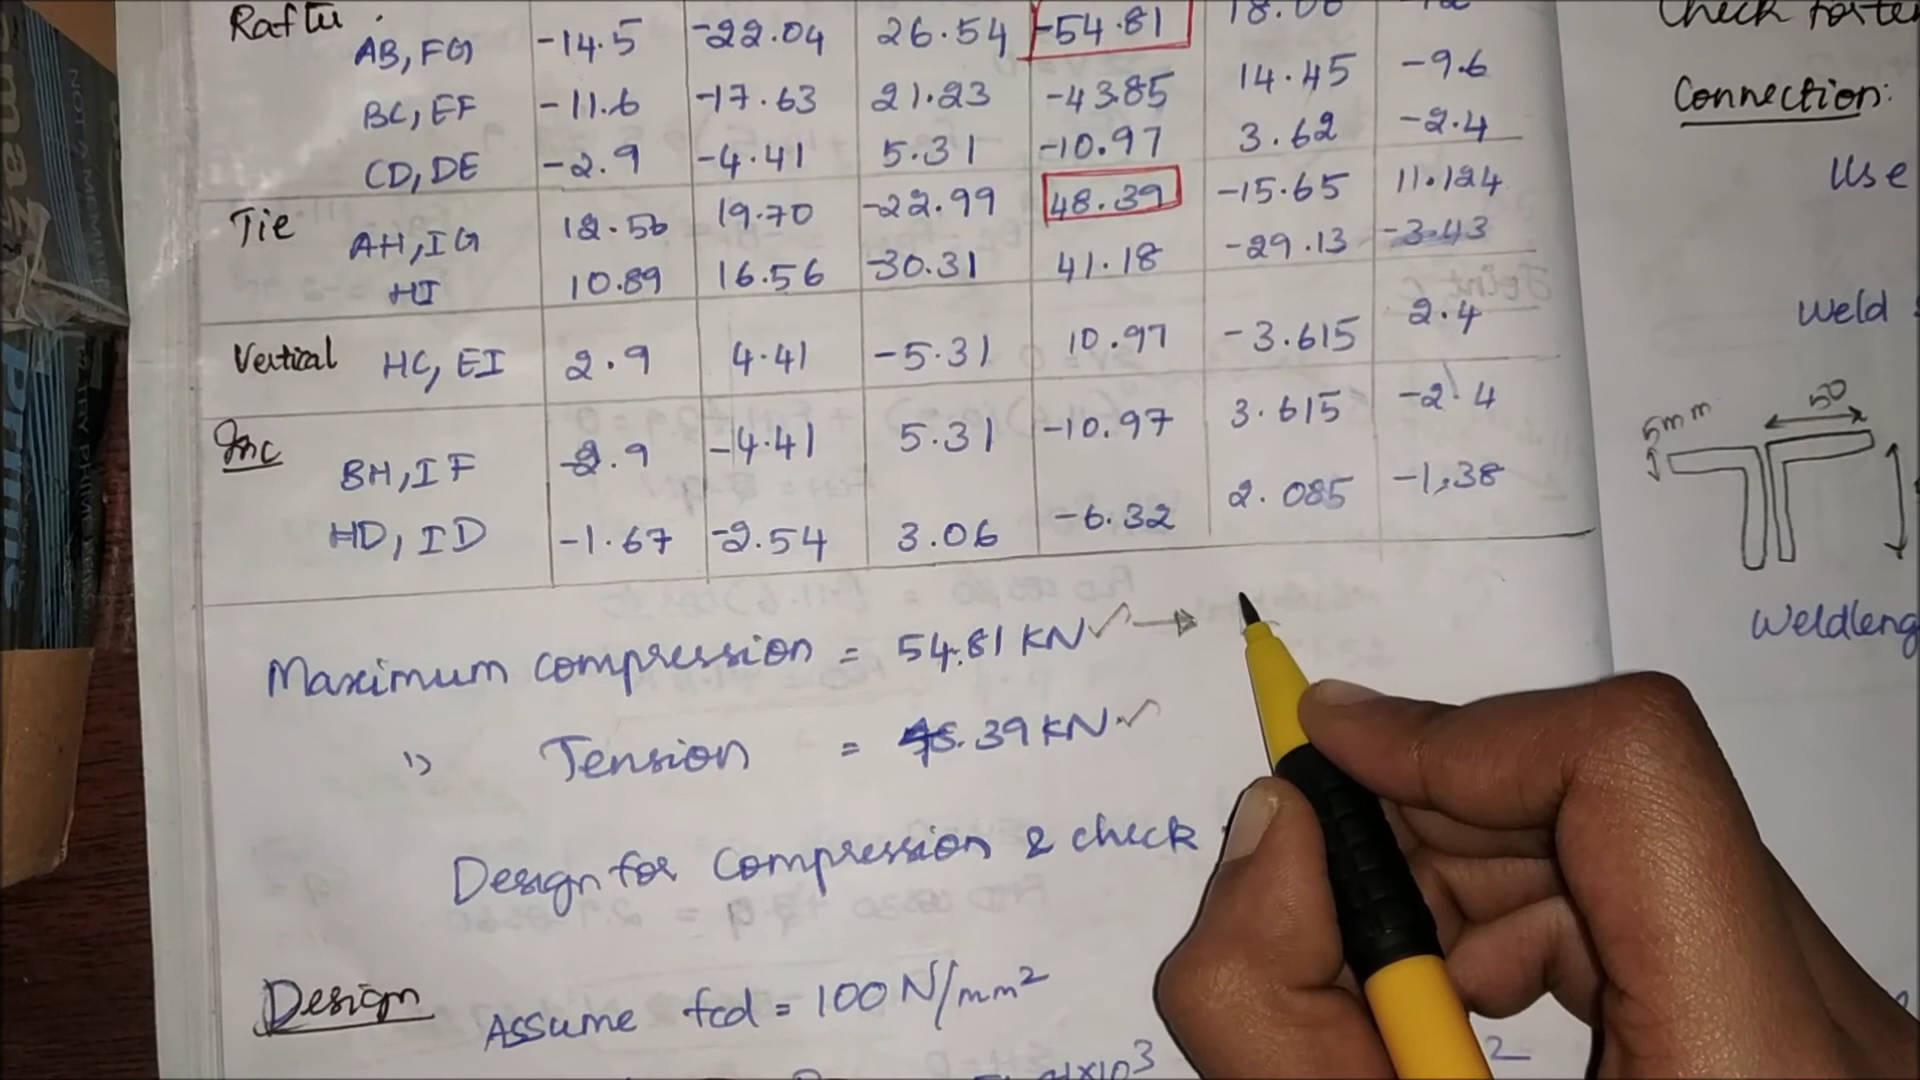 Rafter AB, FG -14.5 -22.04 26.54 -54.81
BC, EF -11.6 -17.63 21.23 -43.85 14.45 -9.6
CD, DE -2.9 -4.41 5.31 -10.97 3.62 -2.4
Tie AH, IG 12.56 19.70 -22.99 48.39 -15.65 11.124
HI 10.89 16.56 -30.31 41.18 -29.13 -3.43
Vertical HC, EI 2.9 4.41 -5.31 10.97 -3.615 2.4
Inc BH, IF -2.9 -4.41 5.31 -10.97 3.615 -2.4
HD, ID -1.67 -2.54 3.06 -6.32 2.085 -1.38
Maximum compression = 54.81 KN ✓ →
" Tension = 48.39 KN ✓
Design for Compression & check
Design Assume fcd = 100 N/mm²
Connection:
Use
Weld
5mm 50
Weldleng